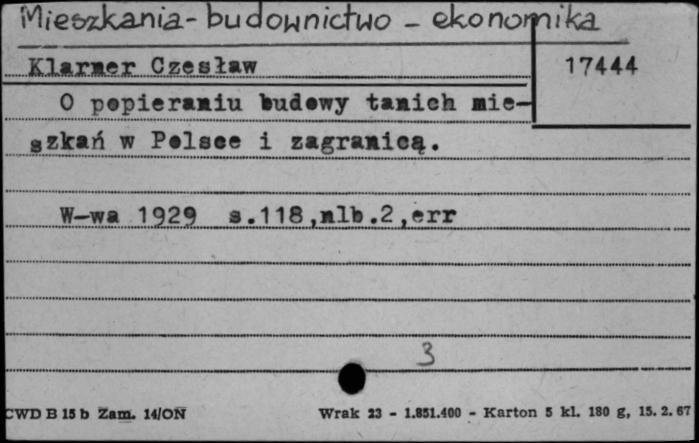 Mieszkania - budownictwo - ekonomika
Klarner Czesław
17444
O popieraniu budowy tanich mie-
szkań w Polsce i zagranicą.
W-wa 1929 s.118,nlb.2,err
3
CWD B 15 b Zam. 14/ON
Wrak 23 - 1.851.400 - Karton 5 kl. 180 g, 15. 2. 67